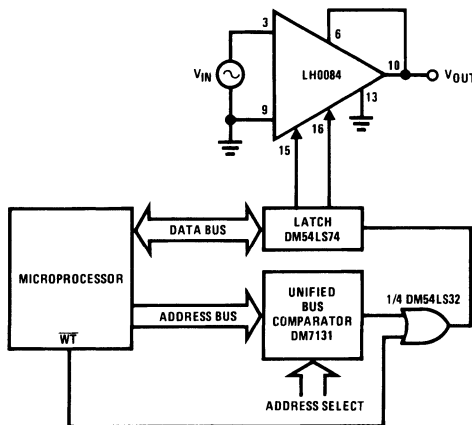 3
6
V_IN
LH0084
10
V_OUT
13
9
16
15
LATCH
DM54LS74
DATA BUS
MICROPROCESSOR
UNIFIED
BUS
COMPARATOR
DM7131
1/4 DM54LS32
ADDRESS BUS
W̅T̅
ADDRESS SELECT